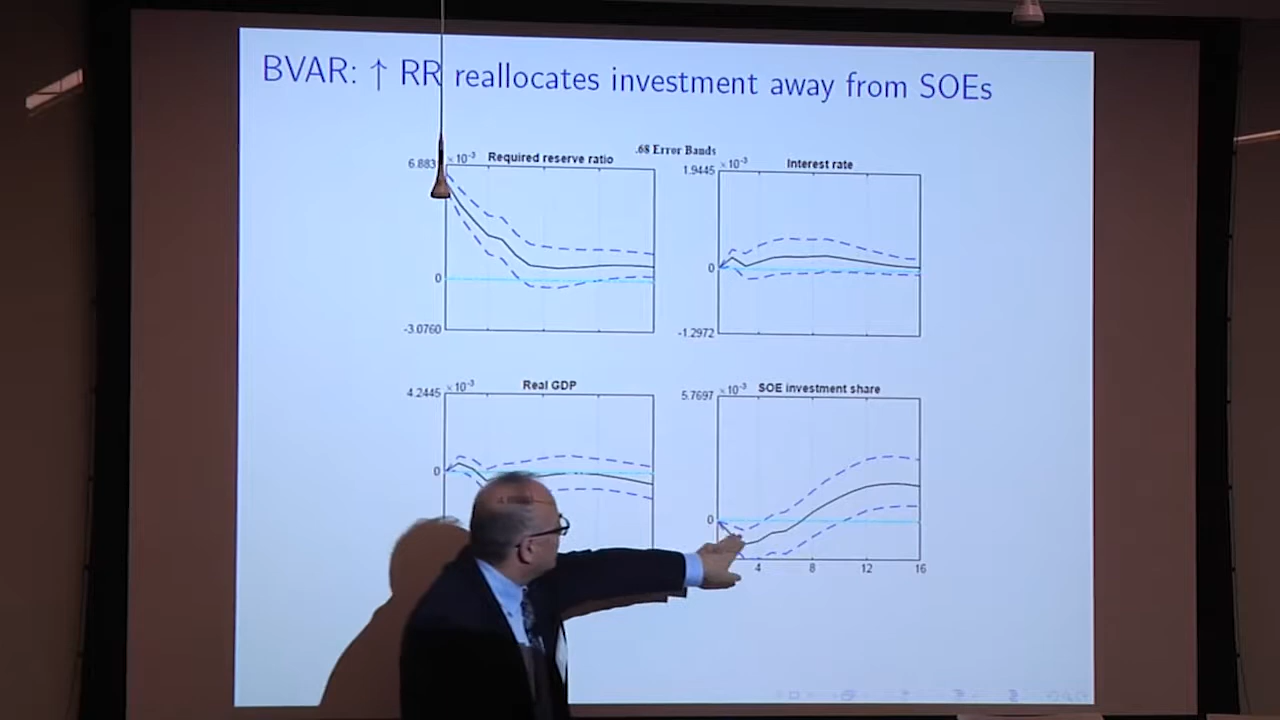 BVAR: ↑ RR reallocates investment away from SOEs
.68 Error Bands
6.883 × 10⁻³ Required reserve ratio
0
-3.0760
1.9445 × 10⁻³ Interest rate
0
-1.2972
4.2445 × 10⁻³ Real GDP
0
5.7697 × 10⁻³ SOE investment share
0
4 8 12 16